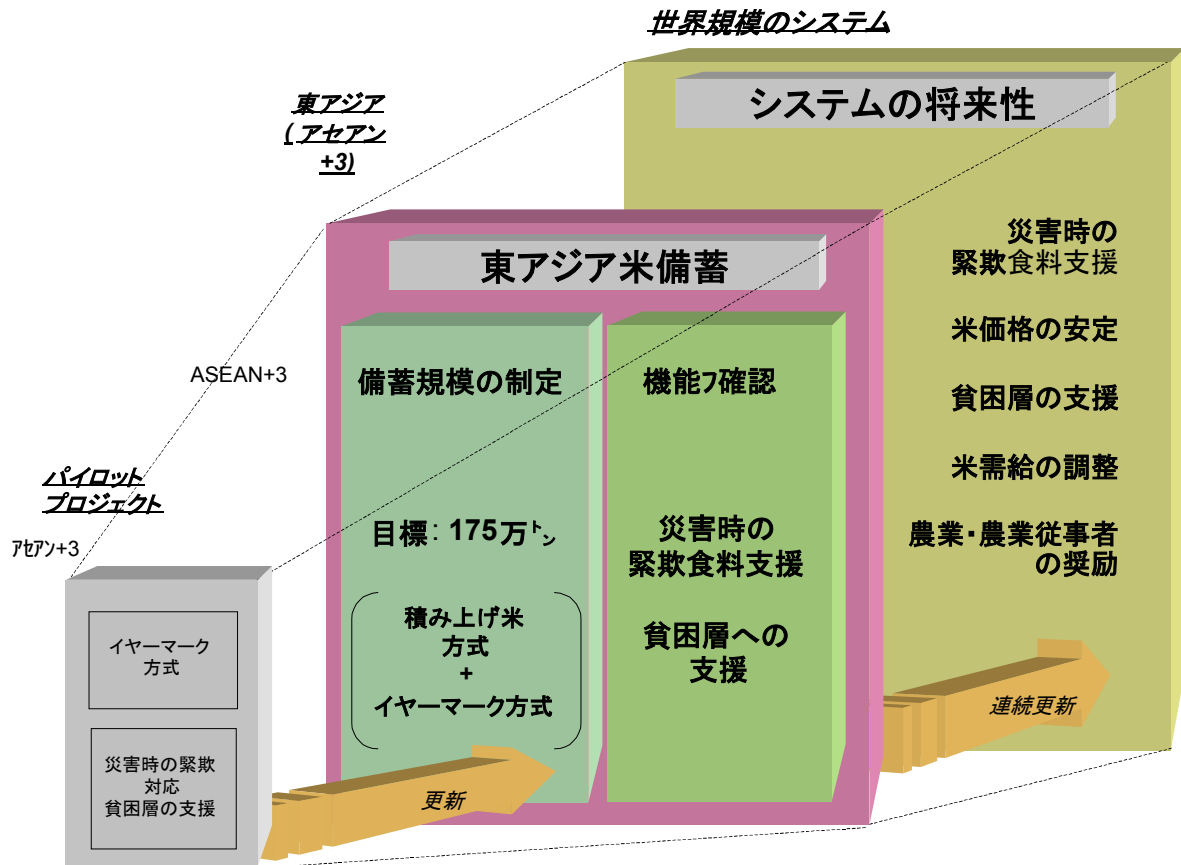 世界規模のシステム
システムの将来性
災害時の
緊欺食料支援
米価格の安定
貧困層の支援
米需給の調整
農業・農業従事者
の奨励
連続更新
東アジア
(アセアン
+3)
東アジア米備蓄
ASEAN+3
備蓄規模の制定
目標: 175万トン
積み上げ米
方式
+
イヤーマーク方式
機能フ確認
災害時の
緊欺食料支援
貧困層への
支援
更新
パイロット
プロジェクト
アセアン+3
イヤーマーク
方式
災害時の緊欺
対応
貧困層の支援